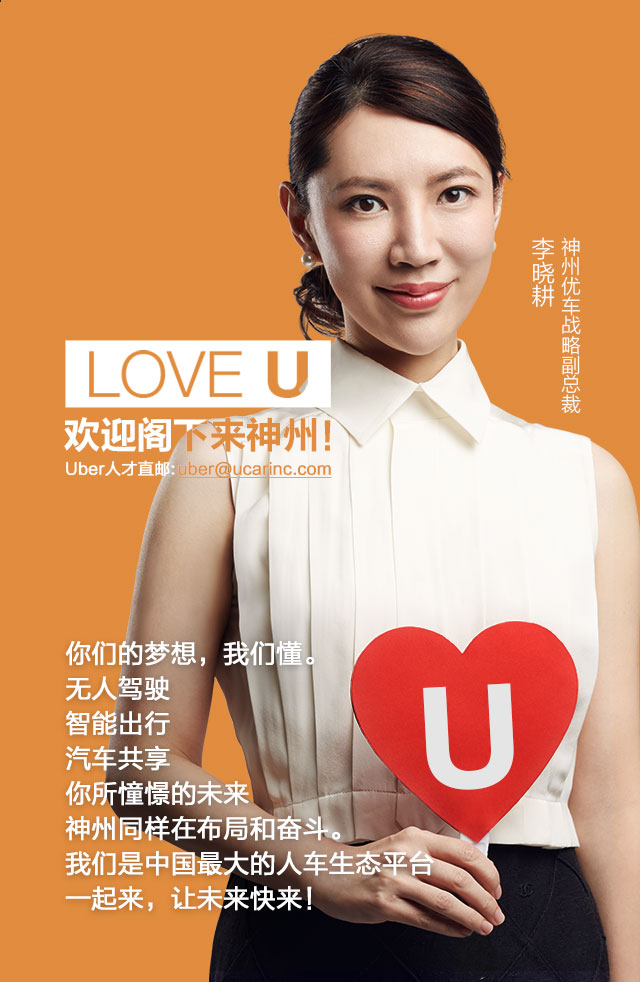 神州优车战略副总裁
李晓耕
LOVE U
欢迎阁下来神州!
Uber人才直邮:uber@ucarinc.com
你们的梦想，我们懂。
无人驾驶
智能出行
汽车共享
你所憧憬的未来
神州同样在布局和奋斗。
我们是中国最大的人车生态平台
一起来，让未来快来!
U